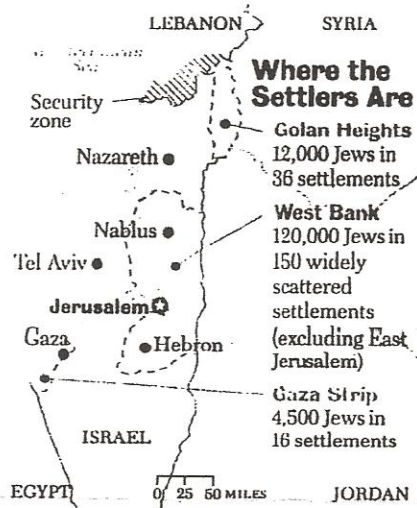 LEBANON
SYRIA
Where the
Settlers Are
Security
zone
Golan Heights
12,000 Jews in
36 settlements
Nazareth
West Bank
120,000 Jews in
150 widely
scattered
settlements
(excluding East
Jerusalem)
Nablus
Tel Aviv
Jerusalem
Gaza
Hebron
Gaza Strip
4,500 Jews in
16 settlements
ISRAEL
0 25 50 MILES
EGYPT
JORDAN